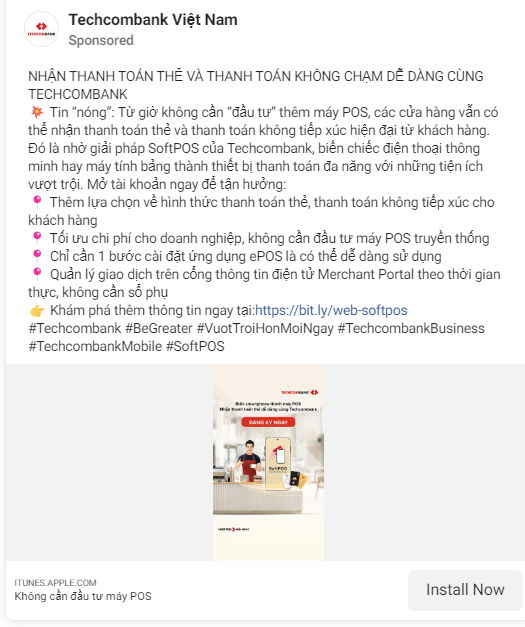 TECHCOMBANK
Techcombank Việt Nam
Sponsored
NHẬN THANH TOÁN THẺ VÀ THANH TOÁN KHÔNG CHẠM DỄ DÀNG CÙNG
TECHCOMBANK
💥 Tin “nóng”: Từ giờ không cần “đầu tư” thêm máy POS, các cửa hàng vẫn có
thể nhận thanh toán thẻ và thanh toán không tiếp xúc hiện đại từ khách hàng.
Đó là nhờ giải pháp SoftPOS của Techcombank, biến chiếc điện thoại thông
minh hay máy tính bảng thành thiết bị thanh toán đa năng với những tiện ích
vượt trội. Mở tài khoản ngay để tận hưởng:
📍 Thêm lựa chọn về hình thức thanh toán thẻ, thanh toán không tiếp xúc cho
khách hàng
📍 Tối ưu chi phí cho doanh nghiệp, không cần đầu tư máy POS truyền thống
📍 Chỉ cần 1 bước cài đặt ứng dụng ePOS là có thể dễ dàng sử dụng
📍 Quản lý giao dịch trên cổng thông tin điện tử Merchant Portal theo thời gian
thực, không cần sổ phụ
👉 Khám phá thêm thông tin ngay tại:https://bit.ly/web-softpos
#Techcombank #BeGreater #VuotTroiHonMoiNgay #TechcombankBusiness
#TechcombankMobile #SoftPOS
TECHCOMBANK
Biến smartphone thành máy POS
Nhận thanh toán thẻ dễ dàng cùng Techcombank
ĐĂNG KÝ NGAY
SoftPOS
ITUNES.APPLE.COM
Không cần đầu tư máy POS
Install Now